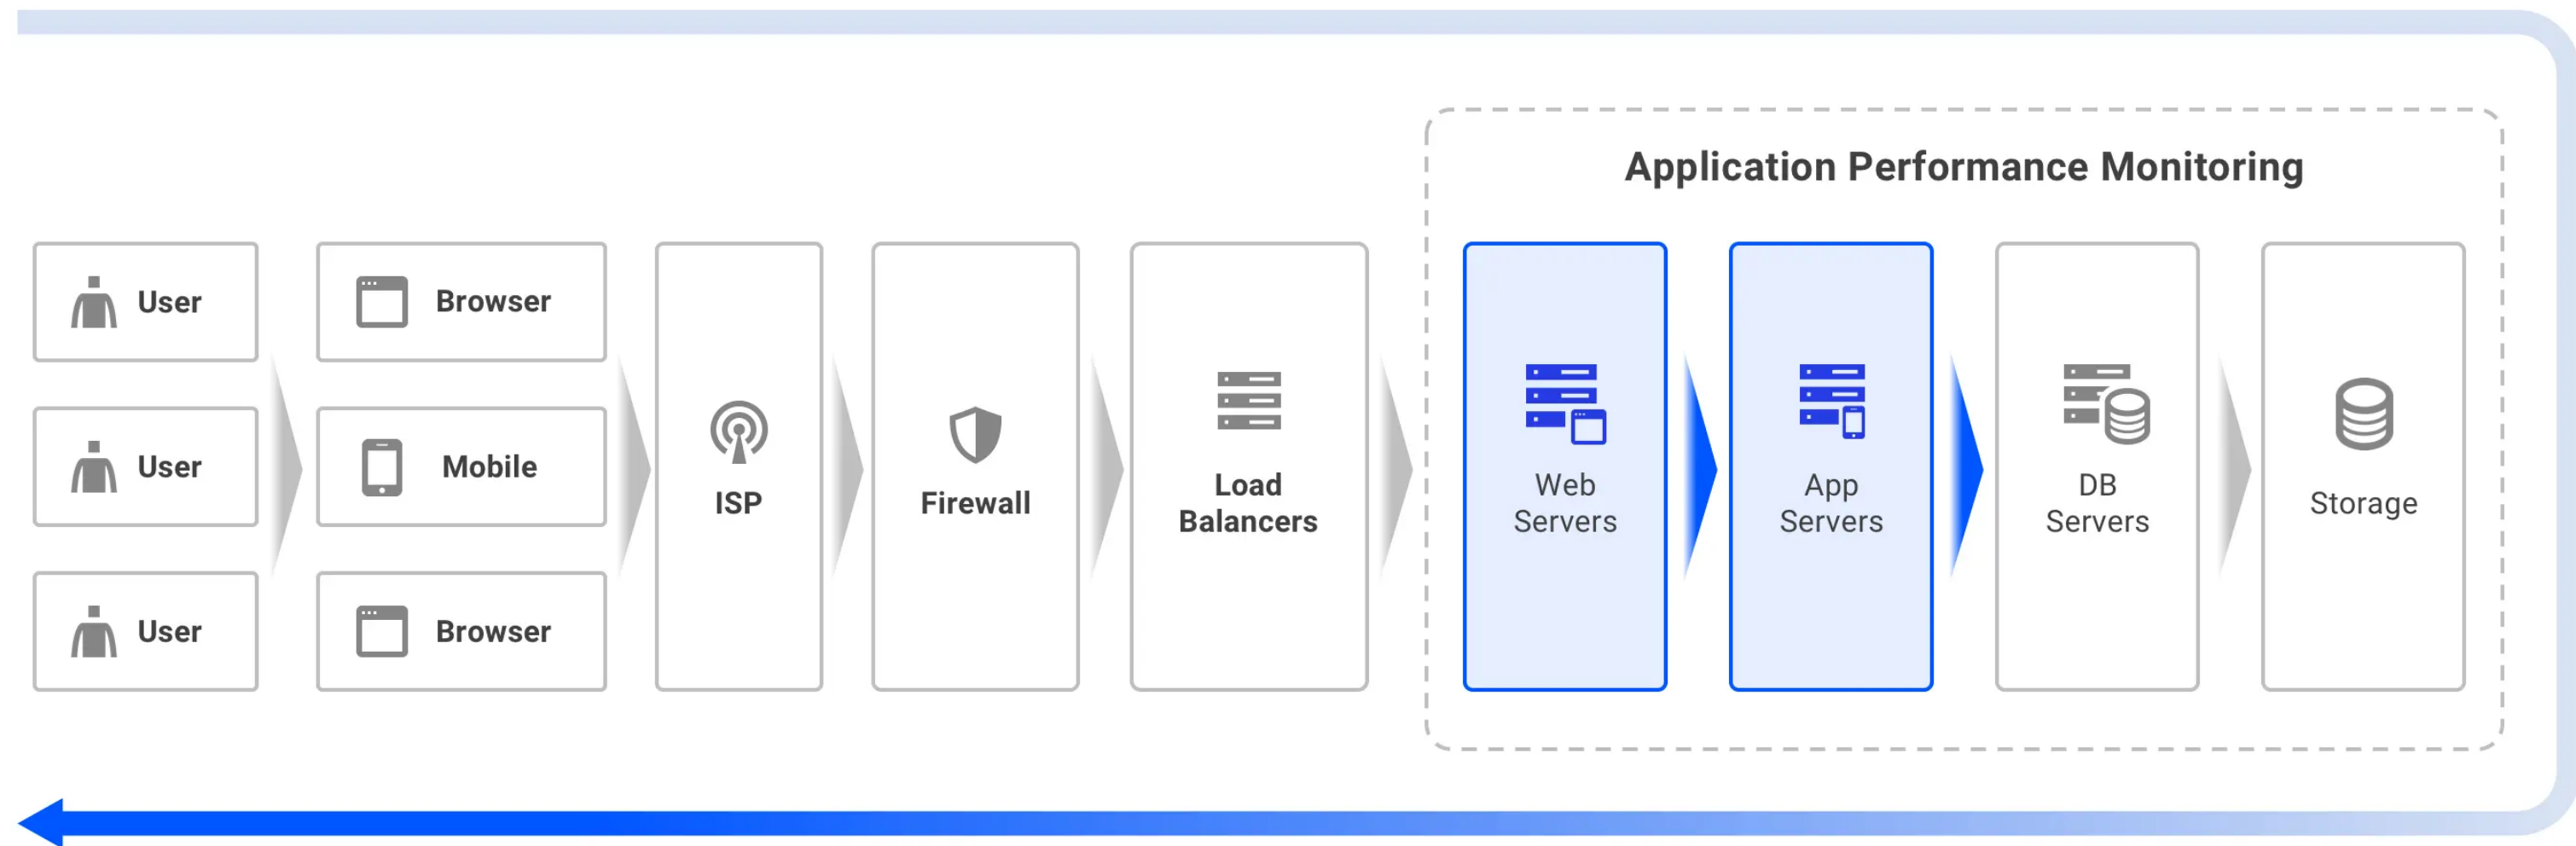 Application Performance Monitoring
User
Browser
User
Mobile
User
Browser
ISP
Firewall
Load
Balancers
Web
Servers
App
Servers
DB
Servers
Storage